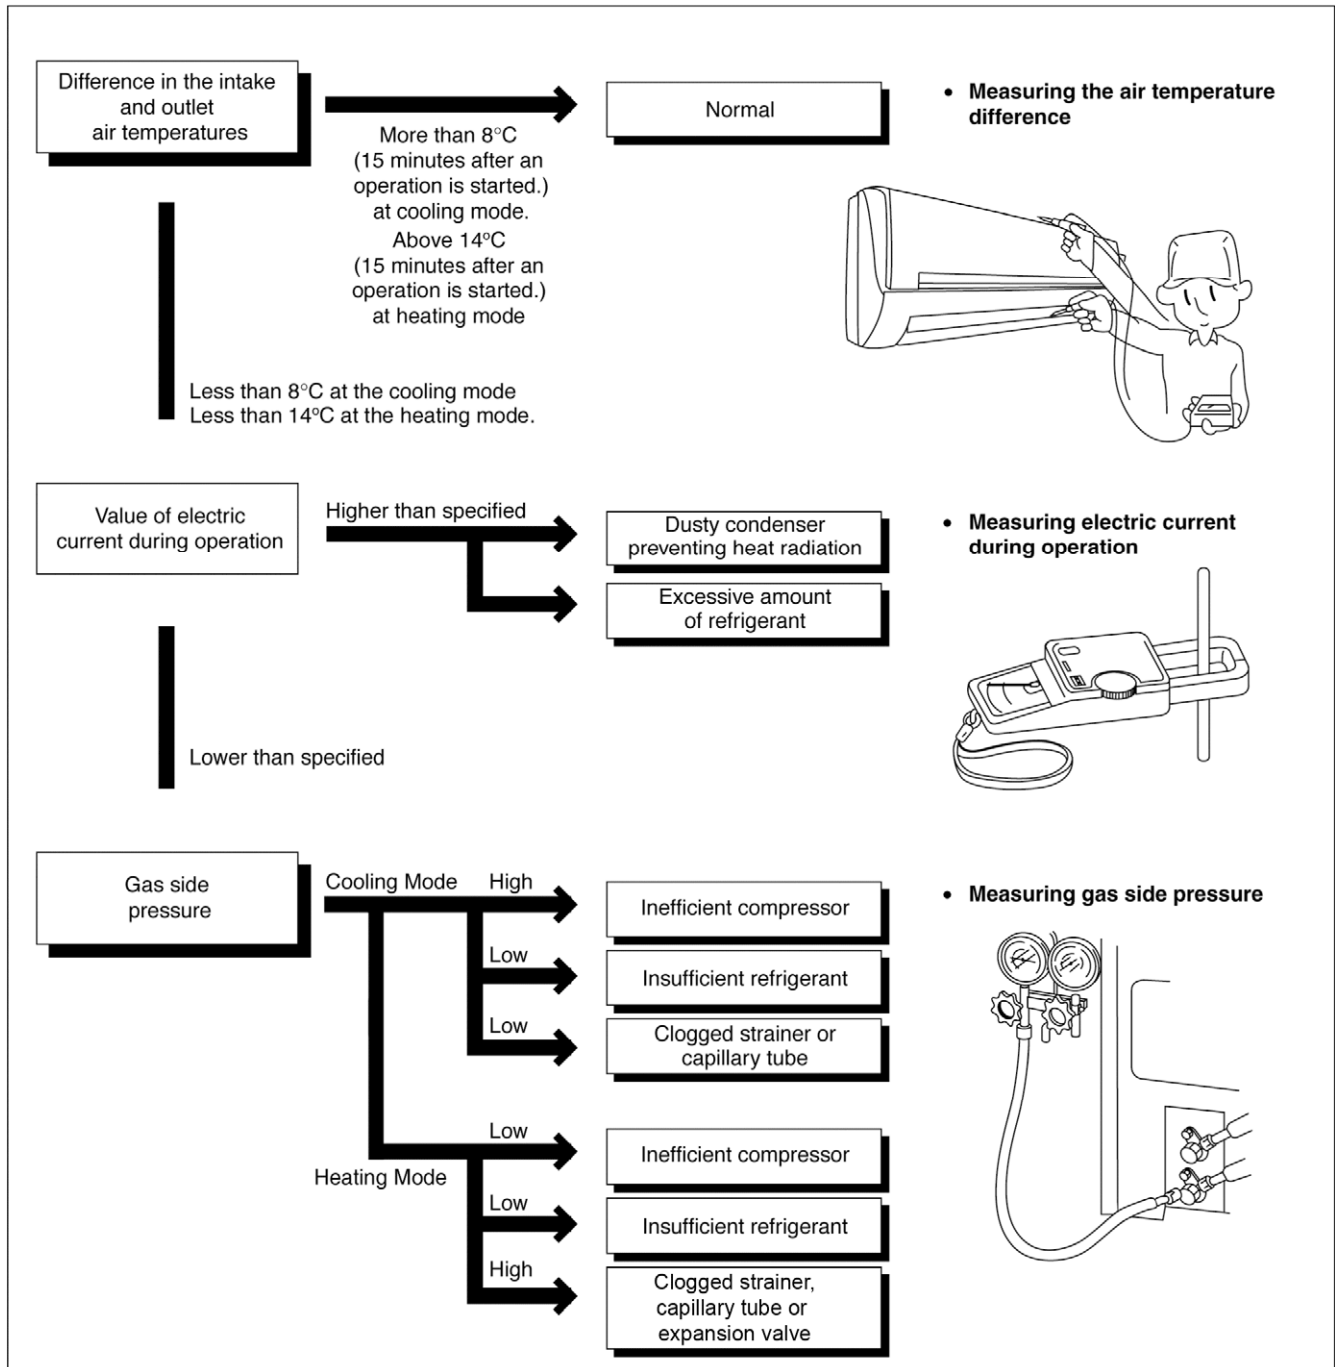 Difference in the intake
and outlet
air temperatures
More than 8°C
(15 minutes after an
operation is started.)
at cooling mode.
Above 14°C
(15 minutes after an
operation is started.)
at heating mode
Normal
• Measuring the air temperature
difference
Less than 8°C at the cooling mode
Less than 14°C at the heating mode.
Value of electric
current during operation
Higher than specified
Dusty condenser
preventing heat radiation
Excessive amount
of refrigerant
• Measuring electric current
during operation
Lower than specified
Gas side
pressure
Cooling Mode
High
Inefficient compressor
Low
Insufficient refrigerant
Low
Clogged strainer or
capillary tube
Heating Mode
Low
Inefficient compressor
Low
Insufficient refrigerant
High
Clogged strainer,
capillary tube or
expansion valve
• Measuring gas side pressure